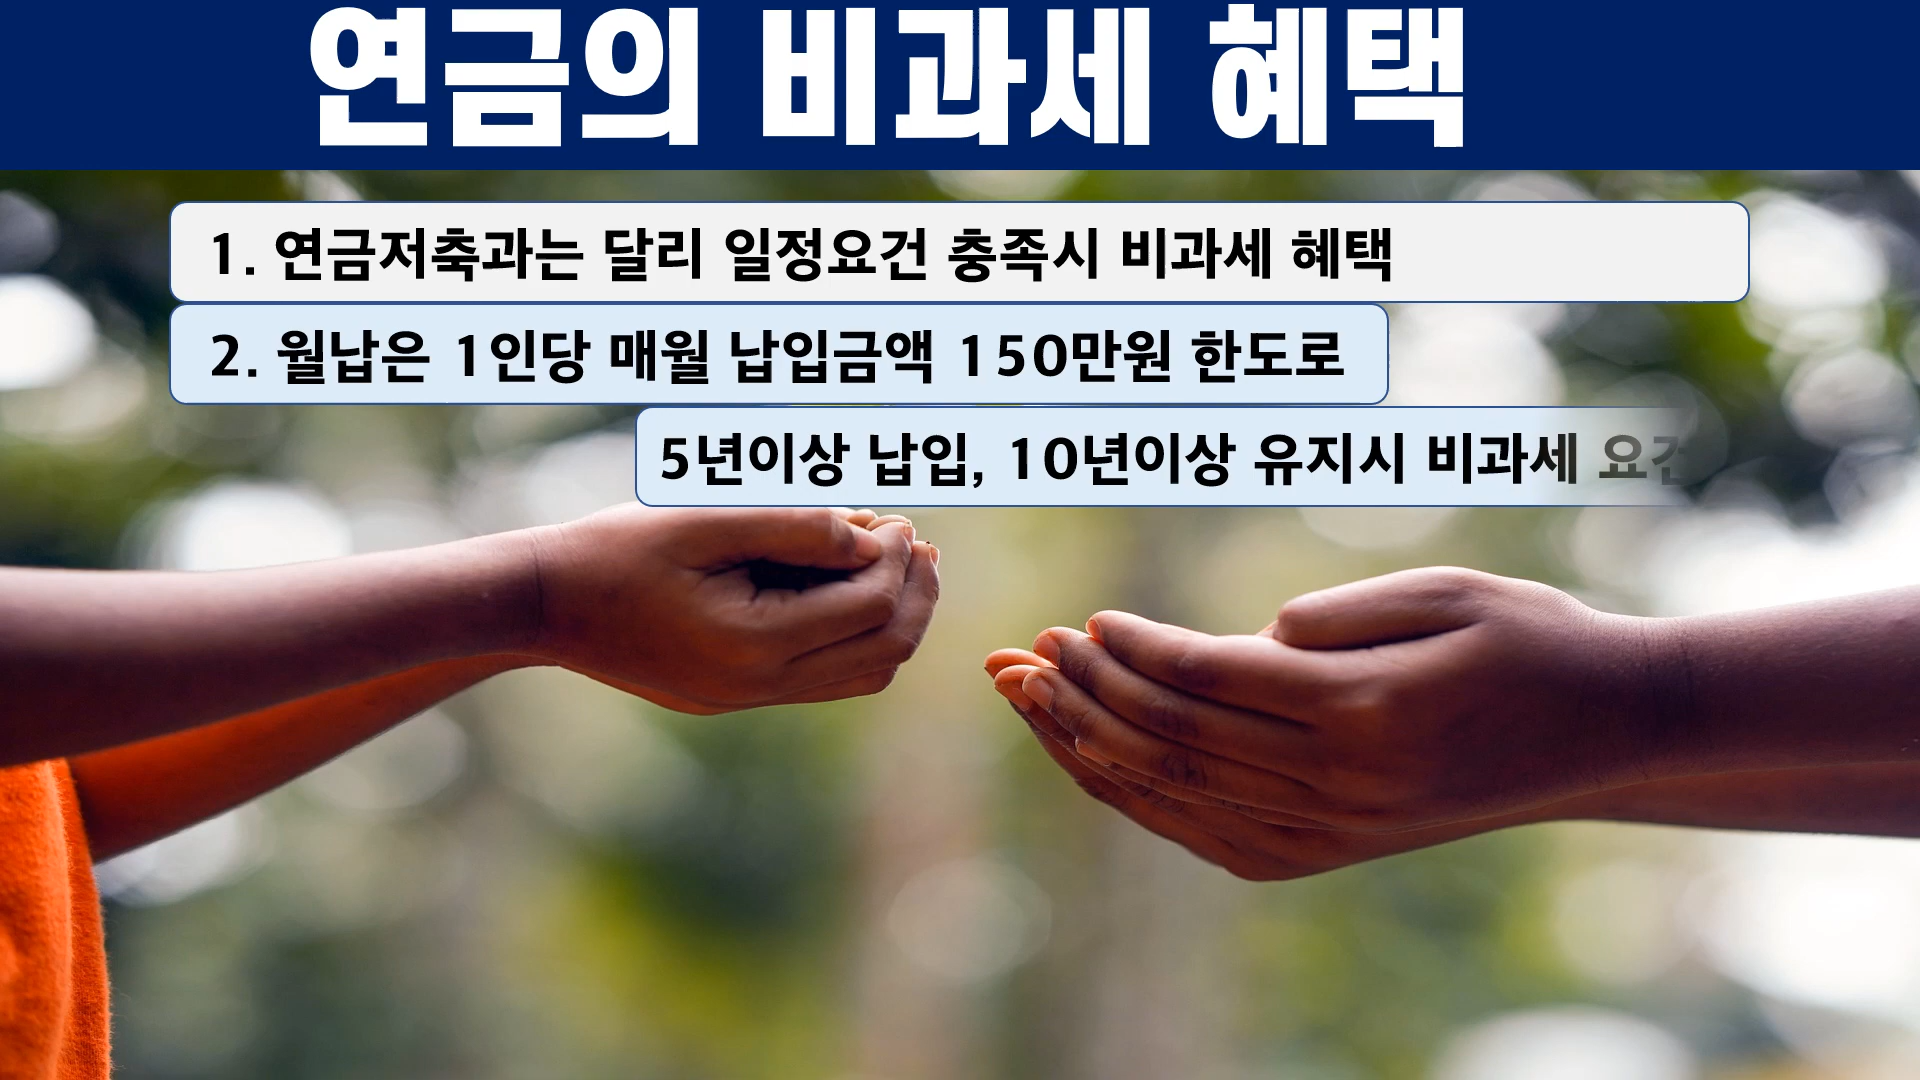 연금의 비과세 혜택
1. 연금저축과는 달리 일정요건 충족시 비과세 혜택
2. 월납은 1인당 매월 납입금액 150만원 한도로
5년이상 납입, 10년이상 유지시 비과세